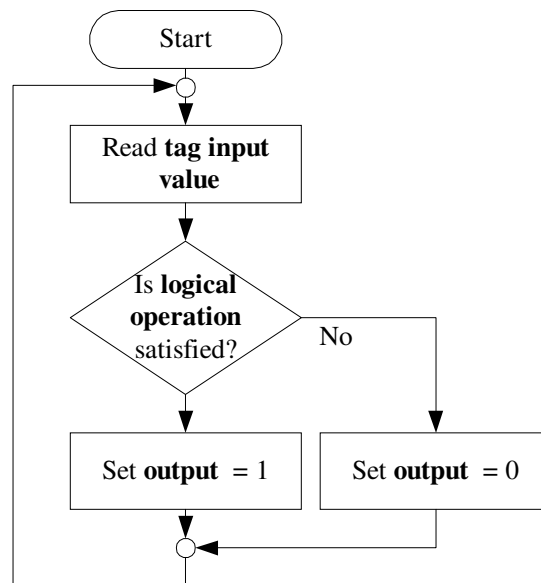 Start
Read tag input
value
Is logical
operation
satisfied?
No
Set output = 1
Set output = 0